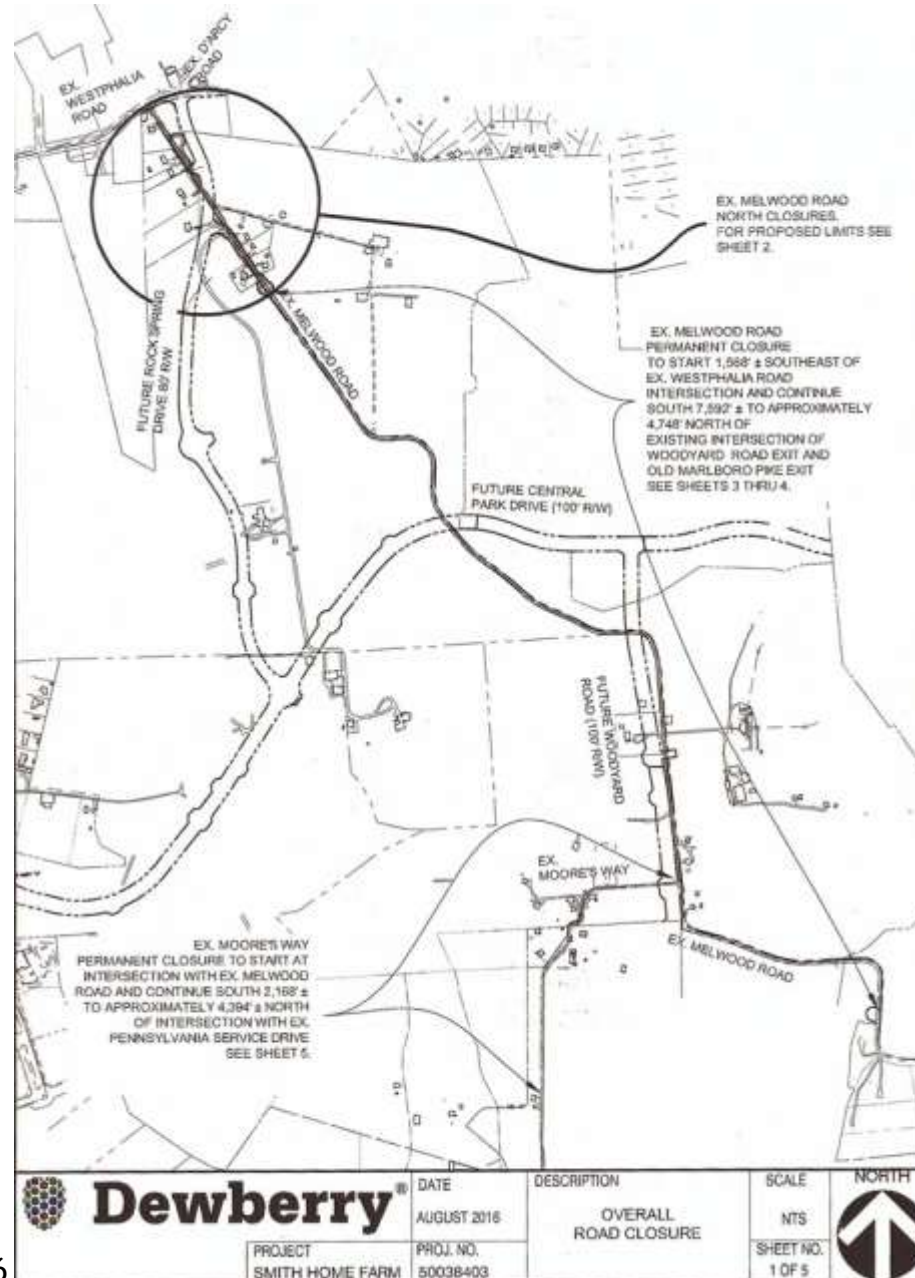 EX.
WESTPHALIA
ROAD
EX. D'ARCY
ROAD
EX. MELWOOD ROAD
NORTH CLOSURES.
FOR PROPOSED LIMITS SEE
SHEET 2.
FUTURE ROCK SPRING
DRIVE 80' R/W
EX. MELWOOD ROAD
EX. MELWOOD ROAD
PERMANENT CLOSURE
TO START 1,568' ± SOUTHEAST OF
EX. WESTPHALIA ROAD
INTERSECTION AND CONTINUE
SOUTH 7,592' ± TO APPROXIMATELY
4,748' NORTH OF
EXISTING INTERSECTION OF
WOODYARD ROAD EXIT AND
OLD MARLBORO PIKE EXIT
SEE SHEETS 3 THRU 4.
FUTURE CENTRAL
PARK DRIVE (100' R/W)
FUTURE WOODYARD
ROAD (100' R/W)
EX.
MOORE'S WAY
EX. MELWOOD ROAD
EX. MOORE'S WAY
PERMANENT CLOSURE TO START AT
INTERSECTION WITH EX. MELWOOD
ROAD AND CONTINUE SOUTH 2,168' ±
TO APPROXIMATELY 4,394' ± NORTH
OF INTERSECTION WITH EX.
PENNSYLVANIA SERVICE DRIVE
SEE SHEET 5.
Dewberry®
DATE
AUGUST 2016
DESCRIPTION
OVERALL
ROAD CLOSURE
SCALE
NTS
NORTH
PROJECT
SMITH HOME FARM
PROJ. NO.
50038403
SHEET NO.
1 OF 5